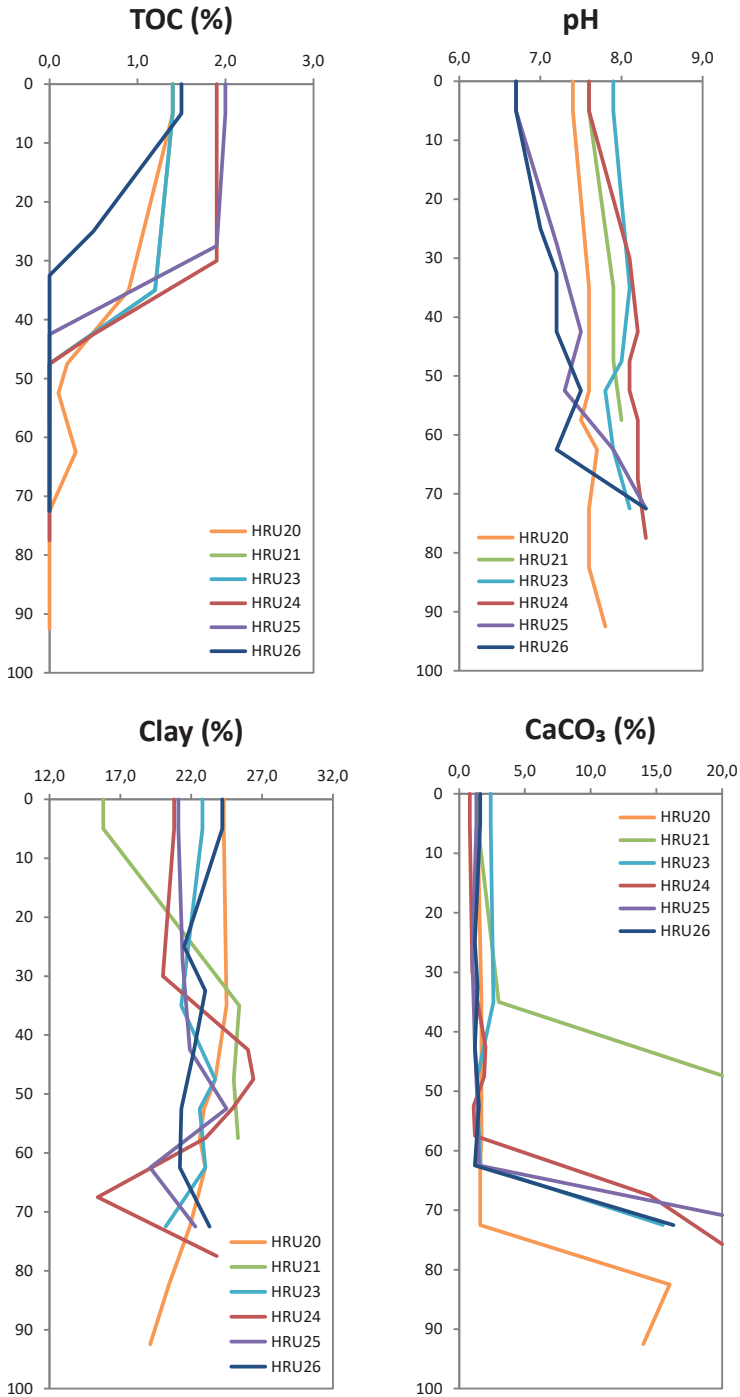 TOC (%)
0,0 1,0 2,0 3,0
0
10
20
30
40
50
60
70
80
90
100
HRU20
HRU21
HRU23
HRU24
HRU25
HRU26
pH
6,0 7,0 8,0 9,0
0
10
20
30
40
50
60
70
80
90
100
HRU20
HRU21
HRU23
HRU24
HRU25
HRU26
Clay (%)
12,0 17,0 22,0 27,0 32,0
0
10
20
30
40
50
60
70
80
90
100
HRU20
HRU21
HRU23
HRU24
HRU25
HRU26
CaCO₃ (%)
0,0 5,0 10,0 15,0 20,0
0
10
20
30
40
50
60
70
80
90
100
HRU20
HRU21
HRU23
HRU24
HRU25
HRU26